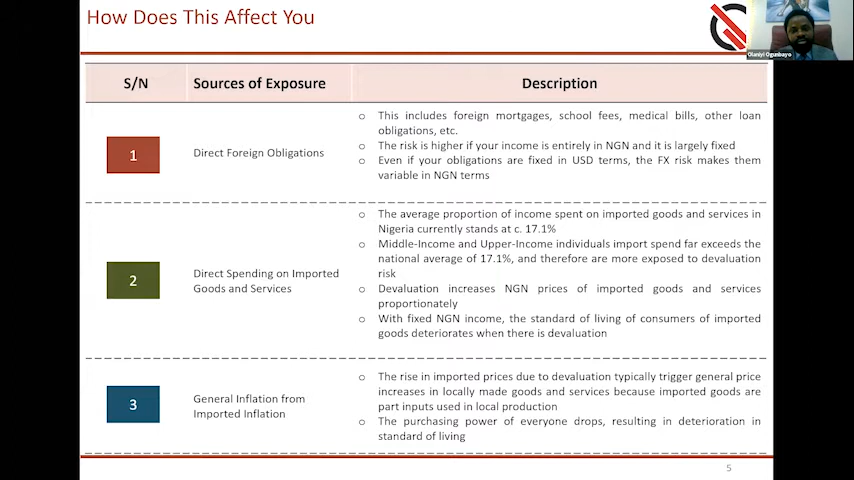 How Does This Affect You
Olaniyi Ogunbayo
S/N Sources of Exposure Description
1 Direct Foreign Obligations
o This includes foreign mortgages, school fees, medical bills, other loan
obligations, etc.
o The risk is higher if your income is entirely in NGN and it is largely fixed
o Even if your obligations are fixed in USD terms, the FX risk makes them
variable in NGN terms
2 Direct Spending on Imported
Goods and Services
o The average proportion of income spent on imported goods and services in
Nigeria currently stands at c. 17.1%
o Middle-Income and Upper-Income individuals import spend far exceeds the
national average of 17.1%, and therefore are more exposed to devaluation
risk
o Devaluation increases NGN prices of imported goods and services
proportionately
o With fixed NGN income, the standard of living of consumers of imported
goods deteriorates when there is devaluation
3 General Inflation from
Imported Inflation
o The rise in imported prices due to devaluation typically trigger general price
increases in locally made goods and services because imported goods are
part inputs used in local production
o The purchasing power of everyone drops, resulting in deterioration in
standard of living
5